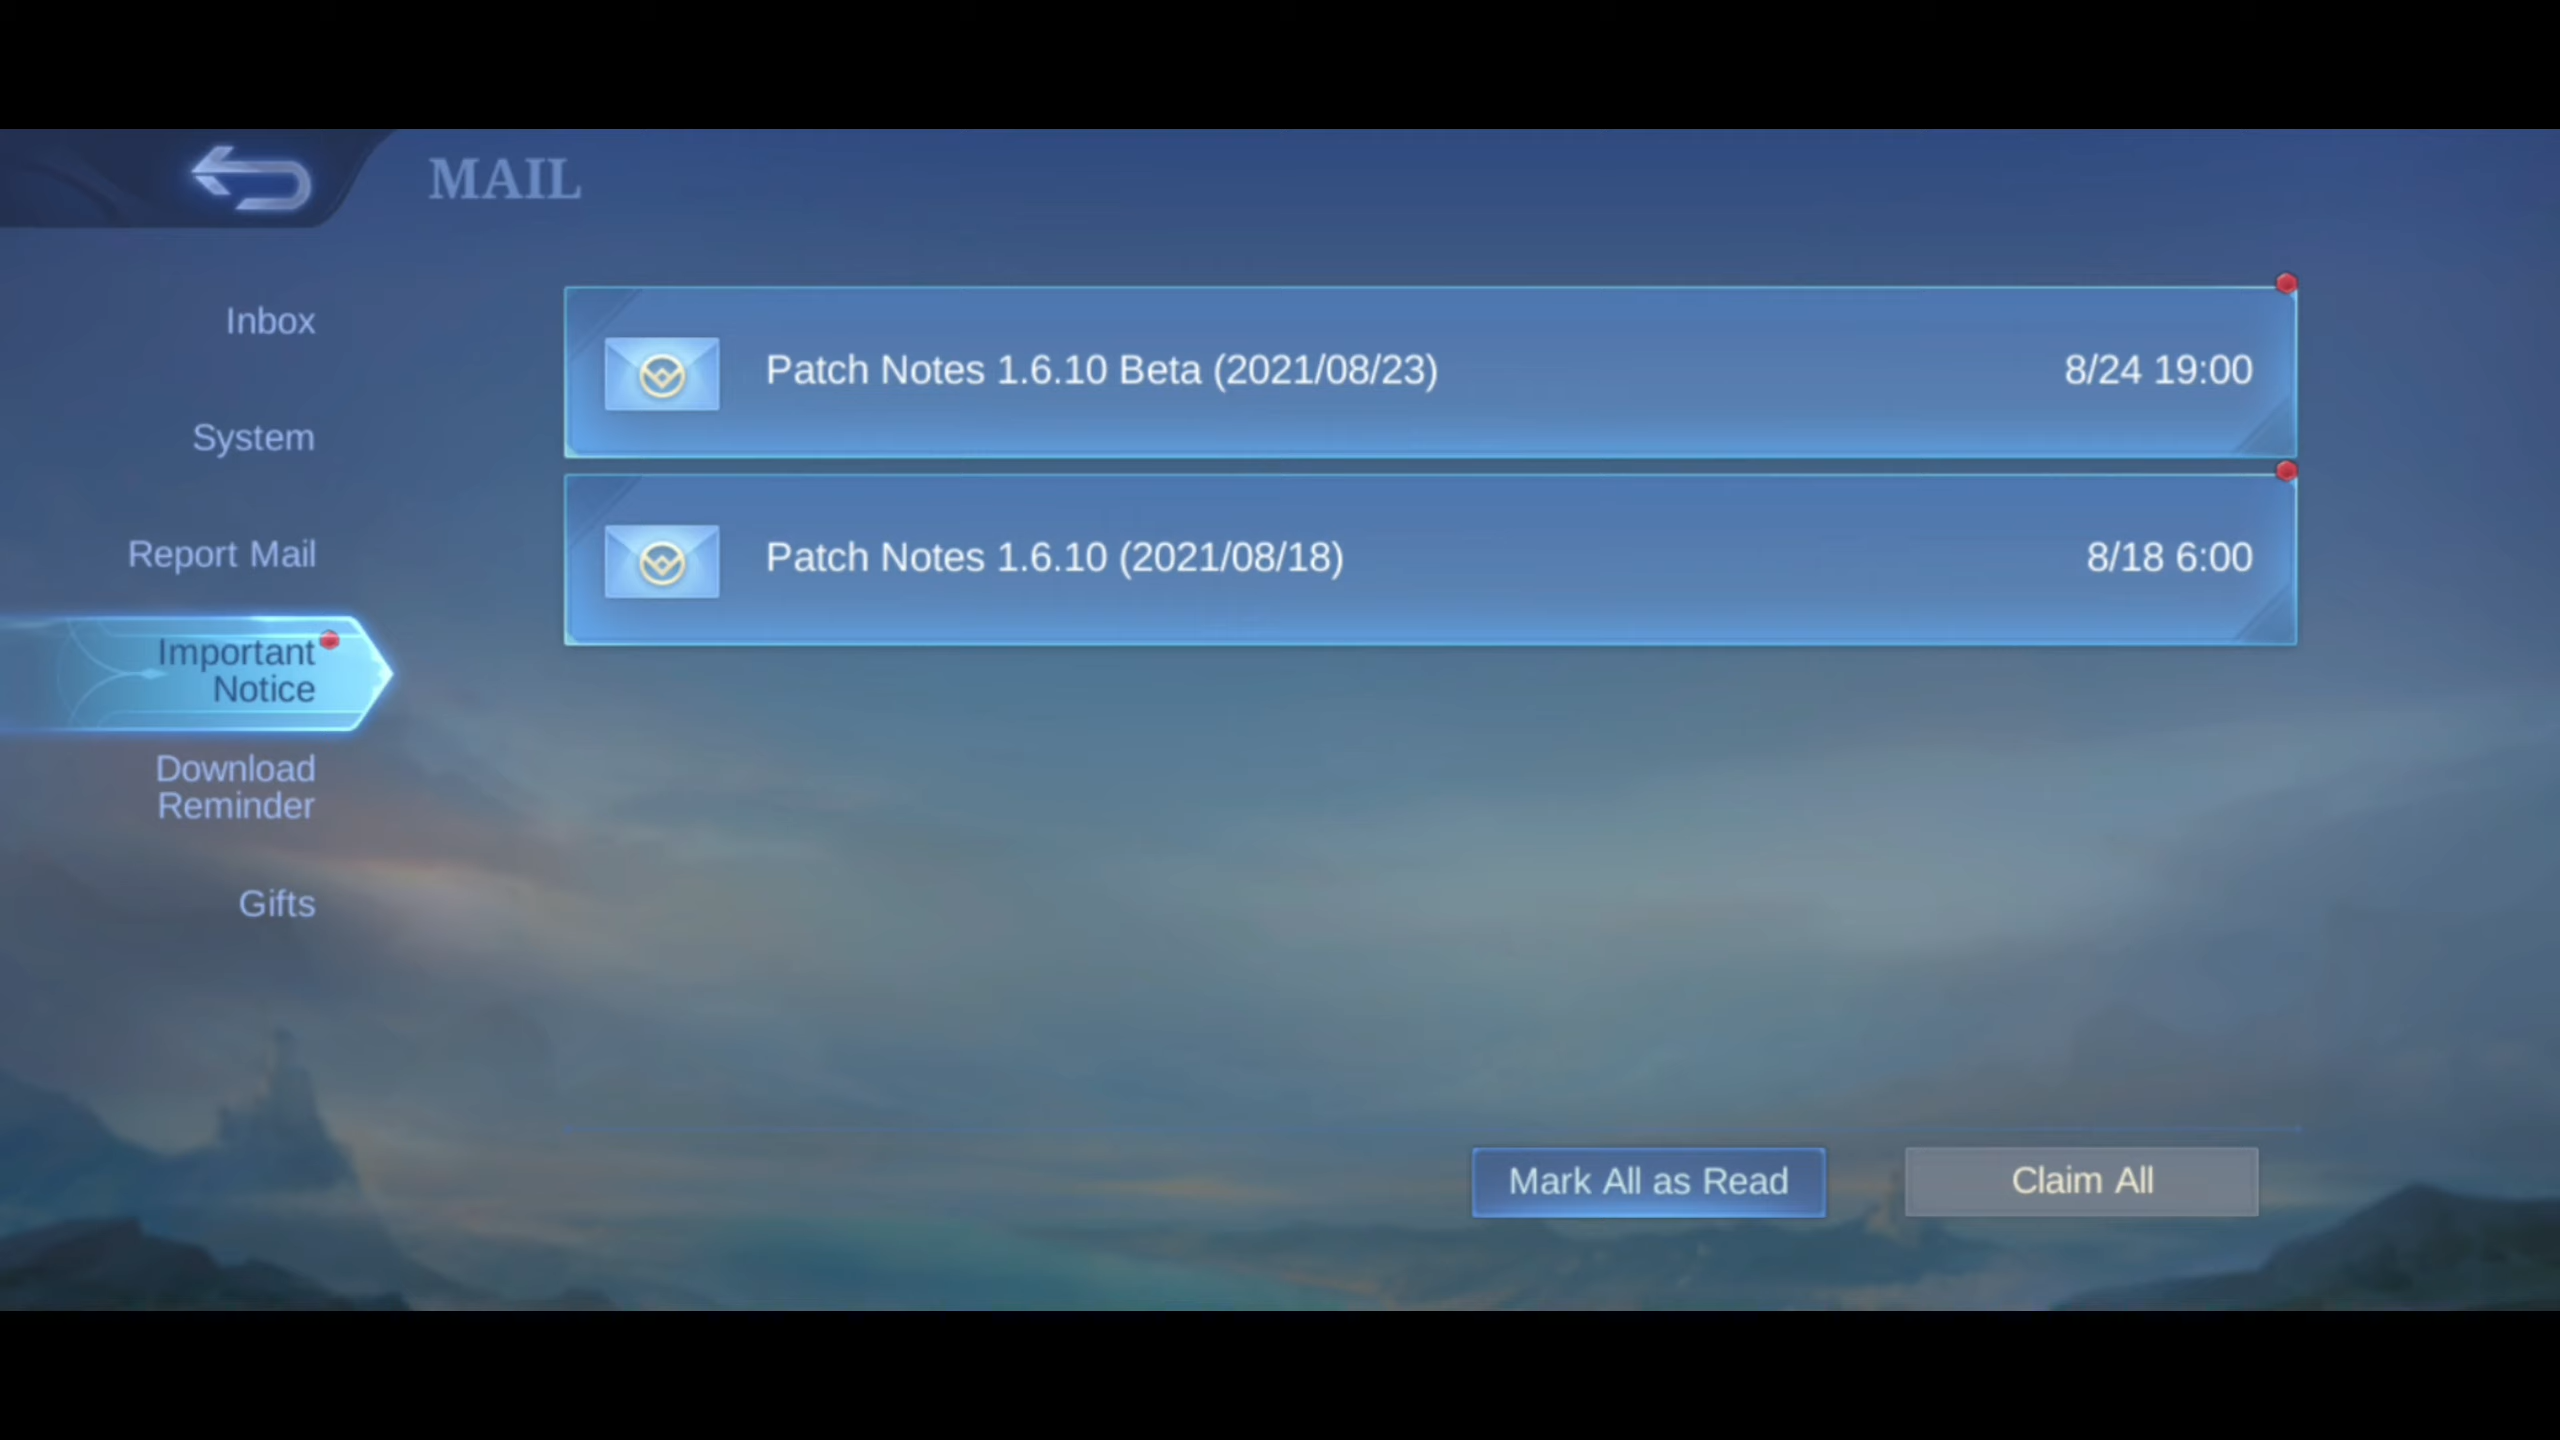 MAIL
Inbox
System
Report Mail
Important
Notice
Download
Reminder
Gifts
Patch Notes 1.6.10 Beta (2021/08/23)
8/24 19:00
Patch Notes 1.6.10 (2021/08/18)
8/18 6:00
Mark All as Read
Claim All